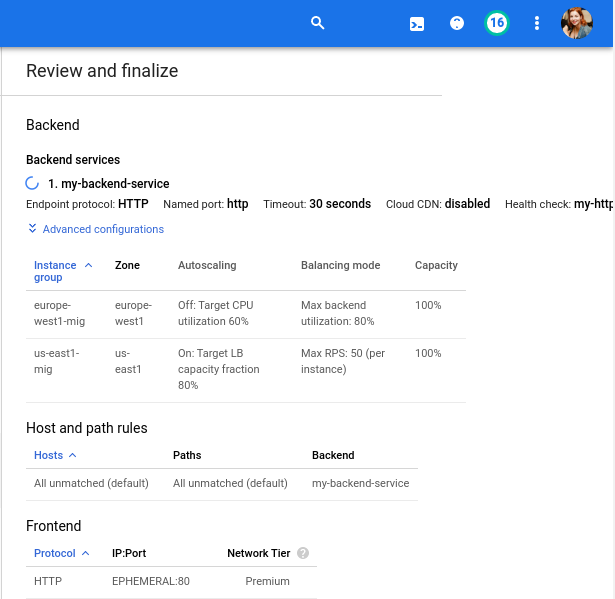 16
Review and finalize
Backend
Backend services
1. my-backend-service
Endpoint protocol: HTTP Named port: http Timeout: 30 seconds Cloud CDN: disabled Health check: my-http
Advanced configurations
Instance group Zone Autoscaling Balancing mode Capacity
europe-west1-mig europe-west1 Off: Target CPU utilization 60% Max backend utilization: 80% 100%
us-east1-mig us-east1 On: Target LB capacity fraction 80% Max RPS: 50 (per instance) 100%
Host and path rules
Hosts Paths Backend
All unmatched (default) All unmatched (default) my-backend-service
Frontend
Protocol IP:Port Network Tier ?
HTTP EPHEMERAL:80 Premium